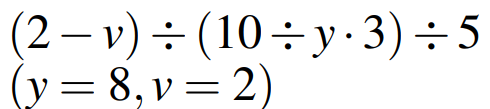 (2 − v) ÷ (10 ÷ y · 3) ÷ 5
(y = 8, v = 2)